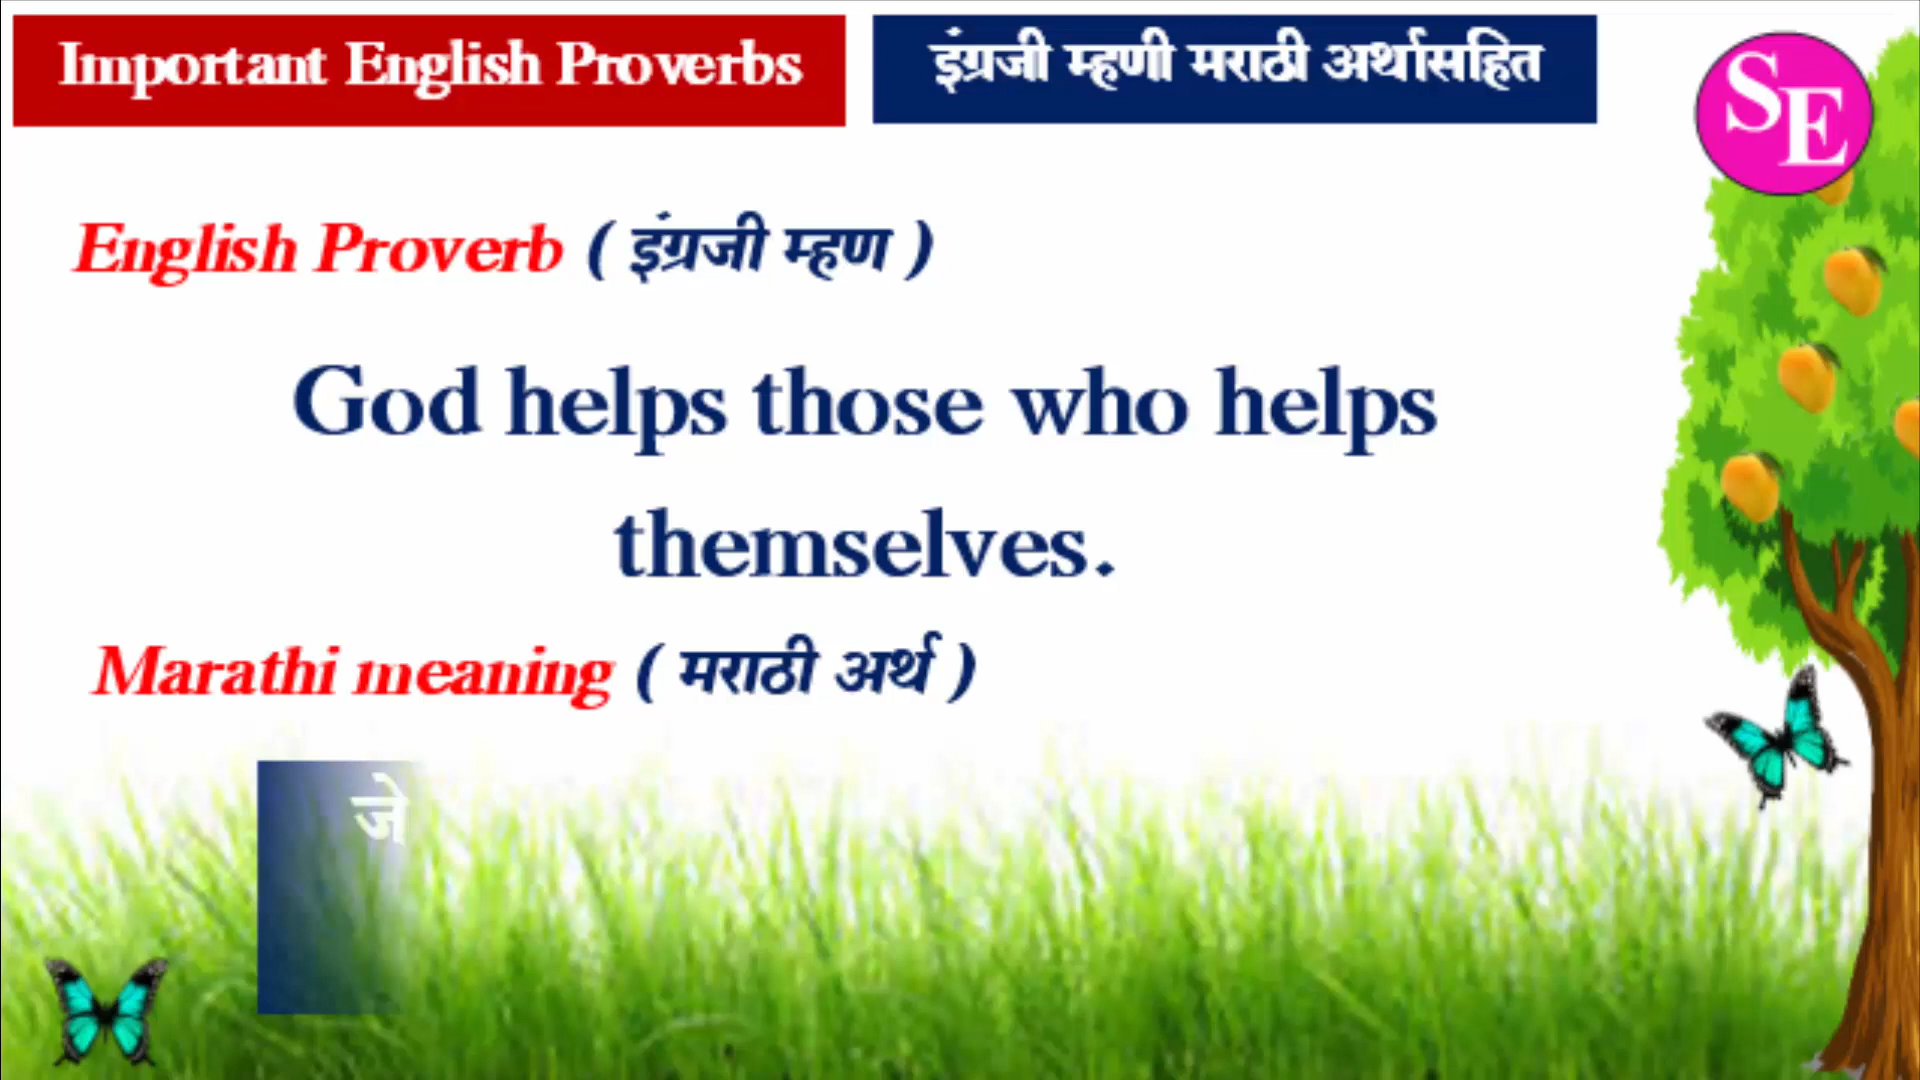 Important English Proverbs
इंग्रजी म्हणी मराठी अर्थासहित
SE
English Proverb ( इंग्रजी म्हण )
God helps those who helps
themselves.
Marathi meaning ( मराठी अर्थ )
जे